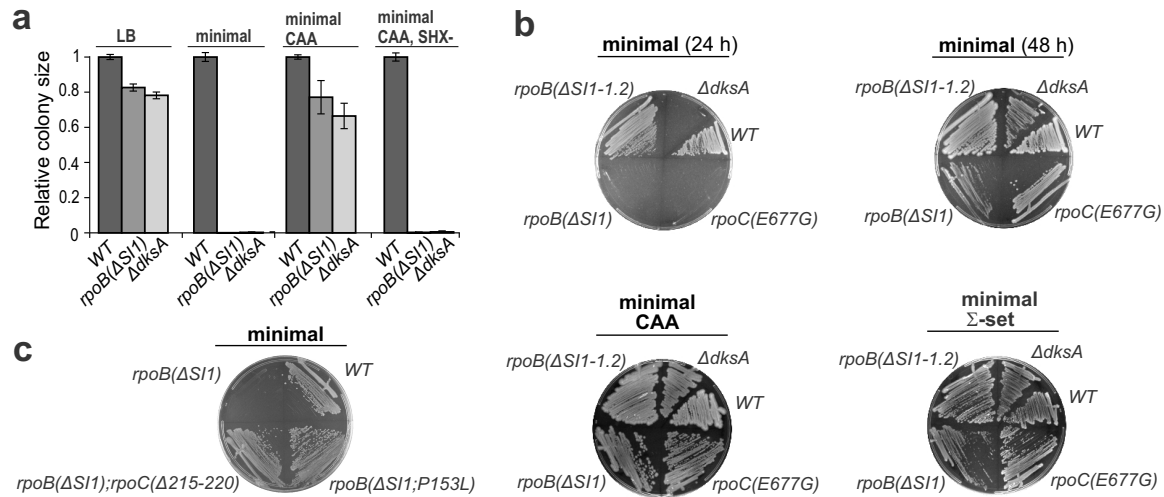 a
LB
minimal
minimal
CAA
minimal
CAA, SHX-
Relative colony size
1
0.8
0.6
0.4
0.2
0
WT
rpoB(ΔSI1)
ΔdksA
WT
rpoB(ΔSI1)
ΔdksA
WT
rpoB(ΔSI1)
ΔdksA
WT
rpoB(ΔSI1)
ΔdksA
b
minimal (24 h)
rpoB(ΔSI1-1.2)
ΔdksA
WT
rpoB(ΔSI1)
rpoC(E677G)
minimal (48 h)
rpoB(ΔSI1-1.2)
ΔdksA
WT
rpoB(ΔSI1)
rpoC(E677G)
minimal
CAA
rpoB(ΔSI1-1.2)
ΔdksA
WT
rpoB(ΔSI1)
rpoC(E677G)
minimal
Σ-set
rpoB(ΔSI1-1.2)
ΔdksA
WT
rpoB(ΔSI1)
rpoC(E677G)
c
minimal
rpoB(ΔSI1)
WT
rpoB(ΔSI1);rpoC(Δ215-220)
rpoB(ΔSI1;P153L)